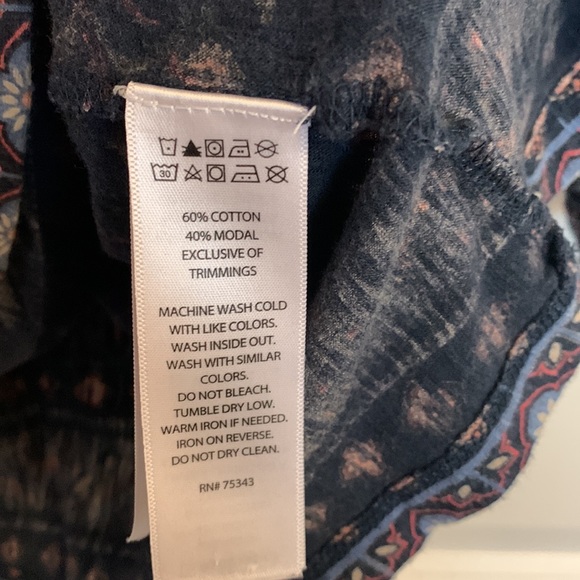 30
60% COTTON
40% MODAL
EXCLUSIVE OF
TRIMMINGS
MACHINE WASH COLD
WITH LIKE COLORS.
WASH INSIDE OUT.
WASH WITH SIMILAR
COLORS.
DO NOT BLEACH.
TUMBLE DRY LOW.
WARM IRON IF NEEDED.
IRON ON REVERSE.
DO NOT DRY CLEAN.
RN# 75343